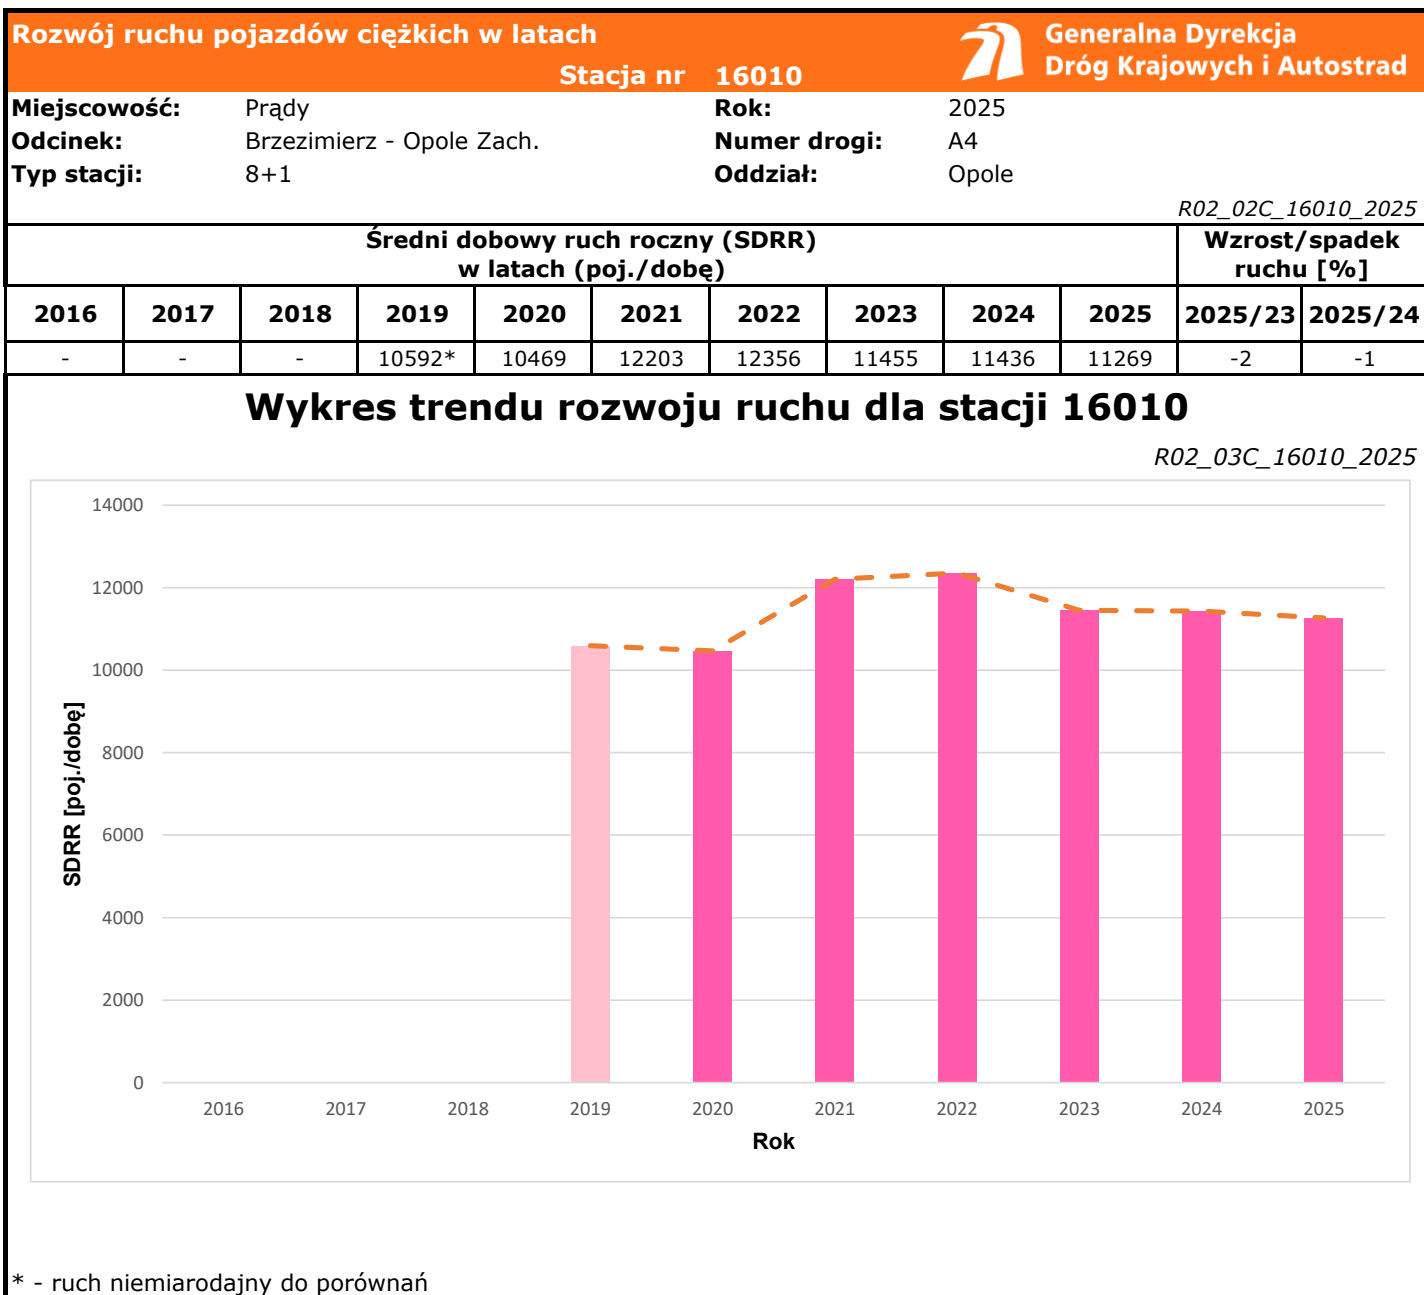 Rozwój ruchu pojazdów ciężkich w latach
Generalna Dyrekcja
Dróg Krajowych i Autostrad
Stacja nr 16010
Miejscowość: Prądy Rok: 2025
Odcinek: Brzezimierz - Opole Zach. Numer drogi: A4
Typ stacji: 8+1 Oddział: Opole
R02_02C_16010_2025
Średni dobowy ruch roczny (SDRR)
w latach (poj./dobę)
Wzrost/spadek
ruchu [%]
2016 2017 2018 2019 2020 2021 2022 2023 2024 2025 2025/23 2025/24
- - - 10592* 10469 12203 12356 11455 11436 11269 -2 -1
Wykres trendu rozwoju ruchu dla stacji 16010
R02_03C_16010_2025
14000
12000
10000
8000
6000
4000
2000
0
SDRR [poj./dobę]
2016 2017 2018 2019 2020 2021 2022 2023 2024 2025
Rok
* - ruch niemiarodajny do porównań